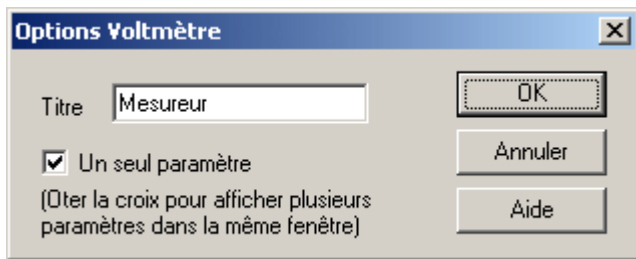 Options Voltmètre
Titre
Mesureur
OK
Un seul paramètre
Annuler
(Oter la croix pour afficher plusieurs
paramètres dans la même fenêtre)
Aide